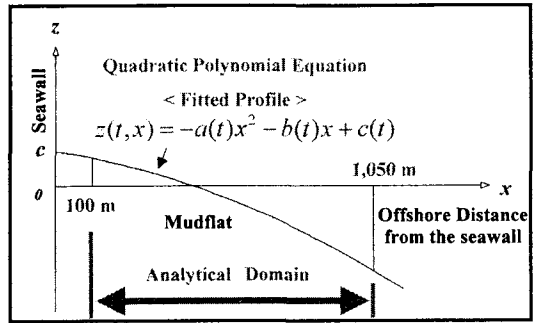 z
Seawall
Quadratic Polynomial Equation
< Fitted Profile >
z(t,x) = −a(t)x² − b(t)x + c(t)
c
0
1,050 m
x
100 m
Mudflat
Offshore Distance
from the seawall
Analytical Domain